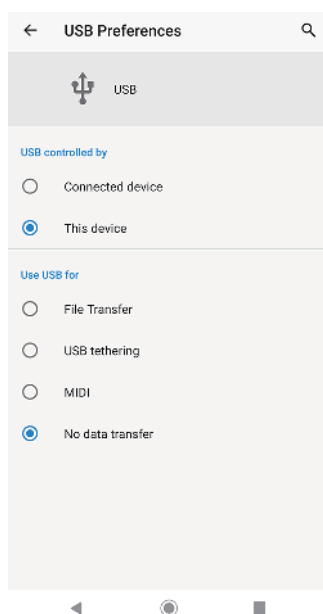 USB Preferences
USB
USB controlled by
Connected device
This device
Use USB for
File Transfer
USB tethering
MIDI
No data transfer